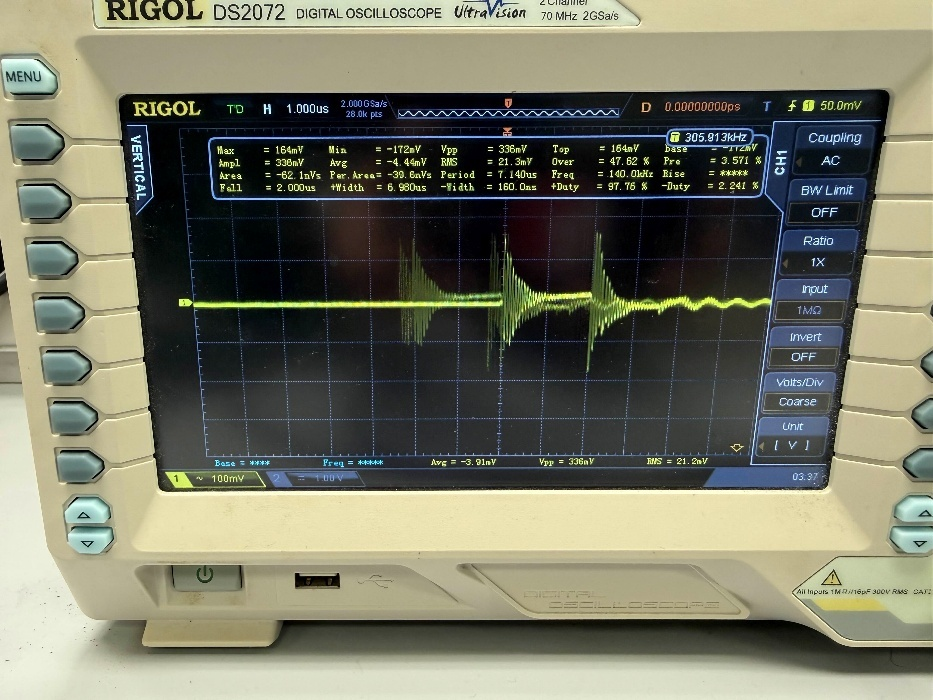 RIGOL DS2072 DIGITAL OSCILLOSCOPE UltraVision 2 Channel
70 MHz 2GSa/s
MENU
RIGOL T'D H 1.000us 2.000GSa/s 28.0k pts D 0.00000000ps T 1 50.0mV
VERTICAL
T 305.913kHz
Max = 164mV Min = -172mV Vpp = 336mV Top = 164mV Base = -172mV
Ampl = 336mV Avg = -4.44mV RMS = 21.3mV Over = 47.62 % Pre = 3.571 %
Area = -62.1nVs Per.Area= -39.6nVs Period = 7.140us Freq = 140.0kHz Rise = *****
Fall = 2.000us +Width = 6.980us -Width = 160.0ns +Duty = 97.76 % -Duty = 2.241 %
CH1
Coupling
AC
BW Limit
OFF
Ratio
1X
Input
1MΩ
Invert
OFF
Volts/Div
Coarse
Unit
[ V ]
Base = **** Freq = ***** Avg = -3.91mV Vpp = 336mV RMS = 21.2mV
1 ~ 100mV 2 = 1.00 V 03:37
DIGITAL
OSCILLOSCOPE
All Inputs 1MΩ//16pF 300V RMS CAT I